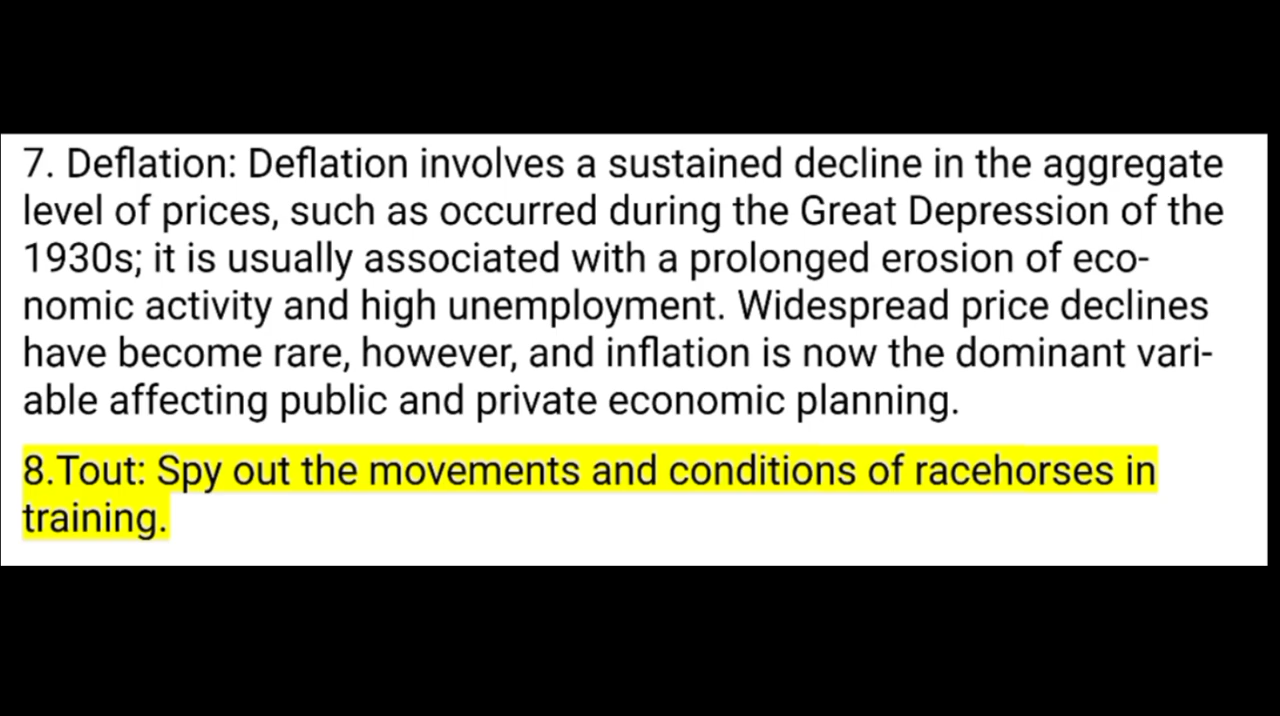 7. Deflation: Deflation involves a sustained decline in the aggregate
level of prices, such as occurred during the Great Depression of the
1930s; it is usually associated with a prolonged erosion of eco-
nomic activity and high unemployment. Widespread price declines
have become rare, however, and inflation is now the dominant vari-
able affecting public and private economic planning.
8.Tout: Spy out the movements and conditions of racehorses in
training.